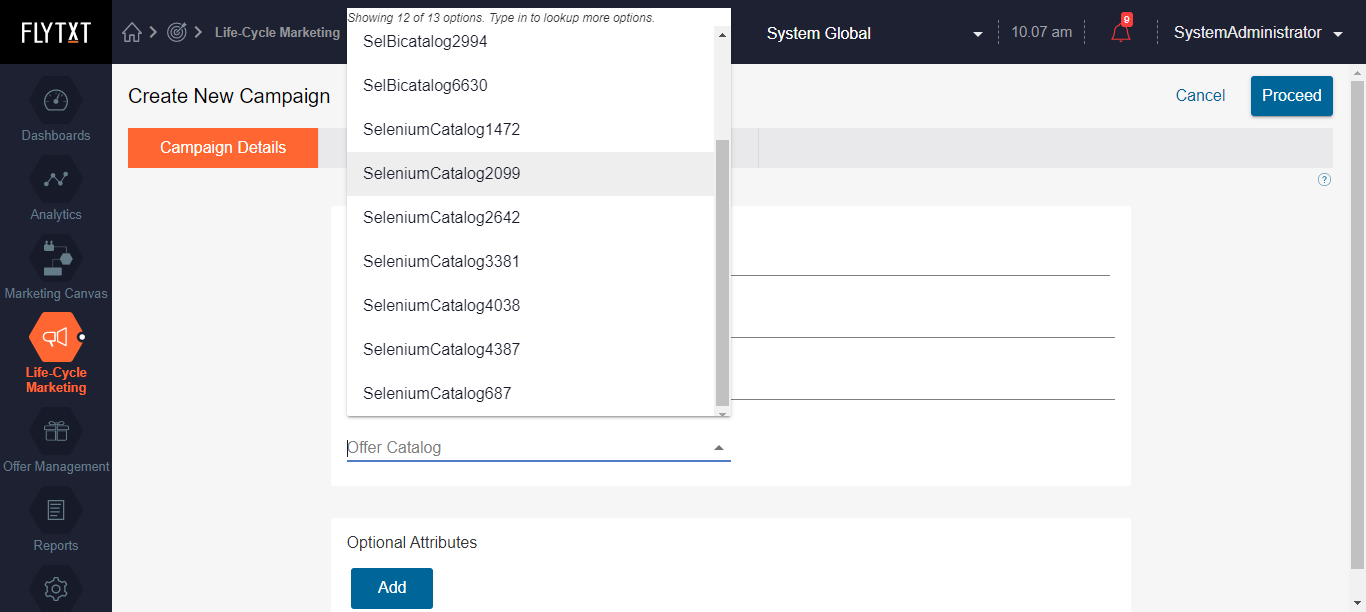 FLYTXT
Life-Cycle Marketing
Showing 12 of 13 options. Type in to lookup more options.
System Global
10.07 am
9
SystemAdministrator
Create New Campaign
Cancel
Proceed
Campaign Details
?
SelBicatalog2994
SelBicatalog6630
SeleniumCatalog1472
SeleniumCatalog2099
SeleniumCatalog2642
SeleniumCatalog3381
SeleniumCatalog4038
SeleniumCatalog4387
SeleniumCatalog687
Offer Catalog
Optional Attributes
Add
Dashboards
Analytics
Marketing Canvas
Life-Cycle
Marketing
Offer Management
Reports